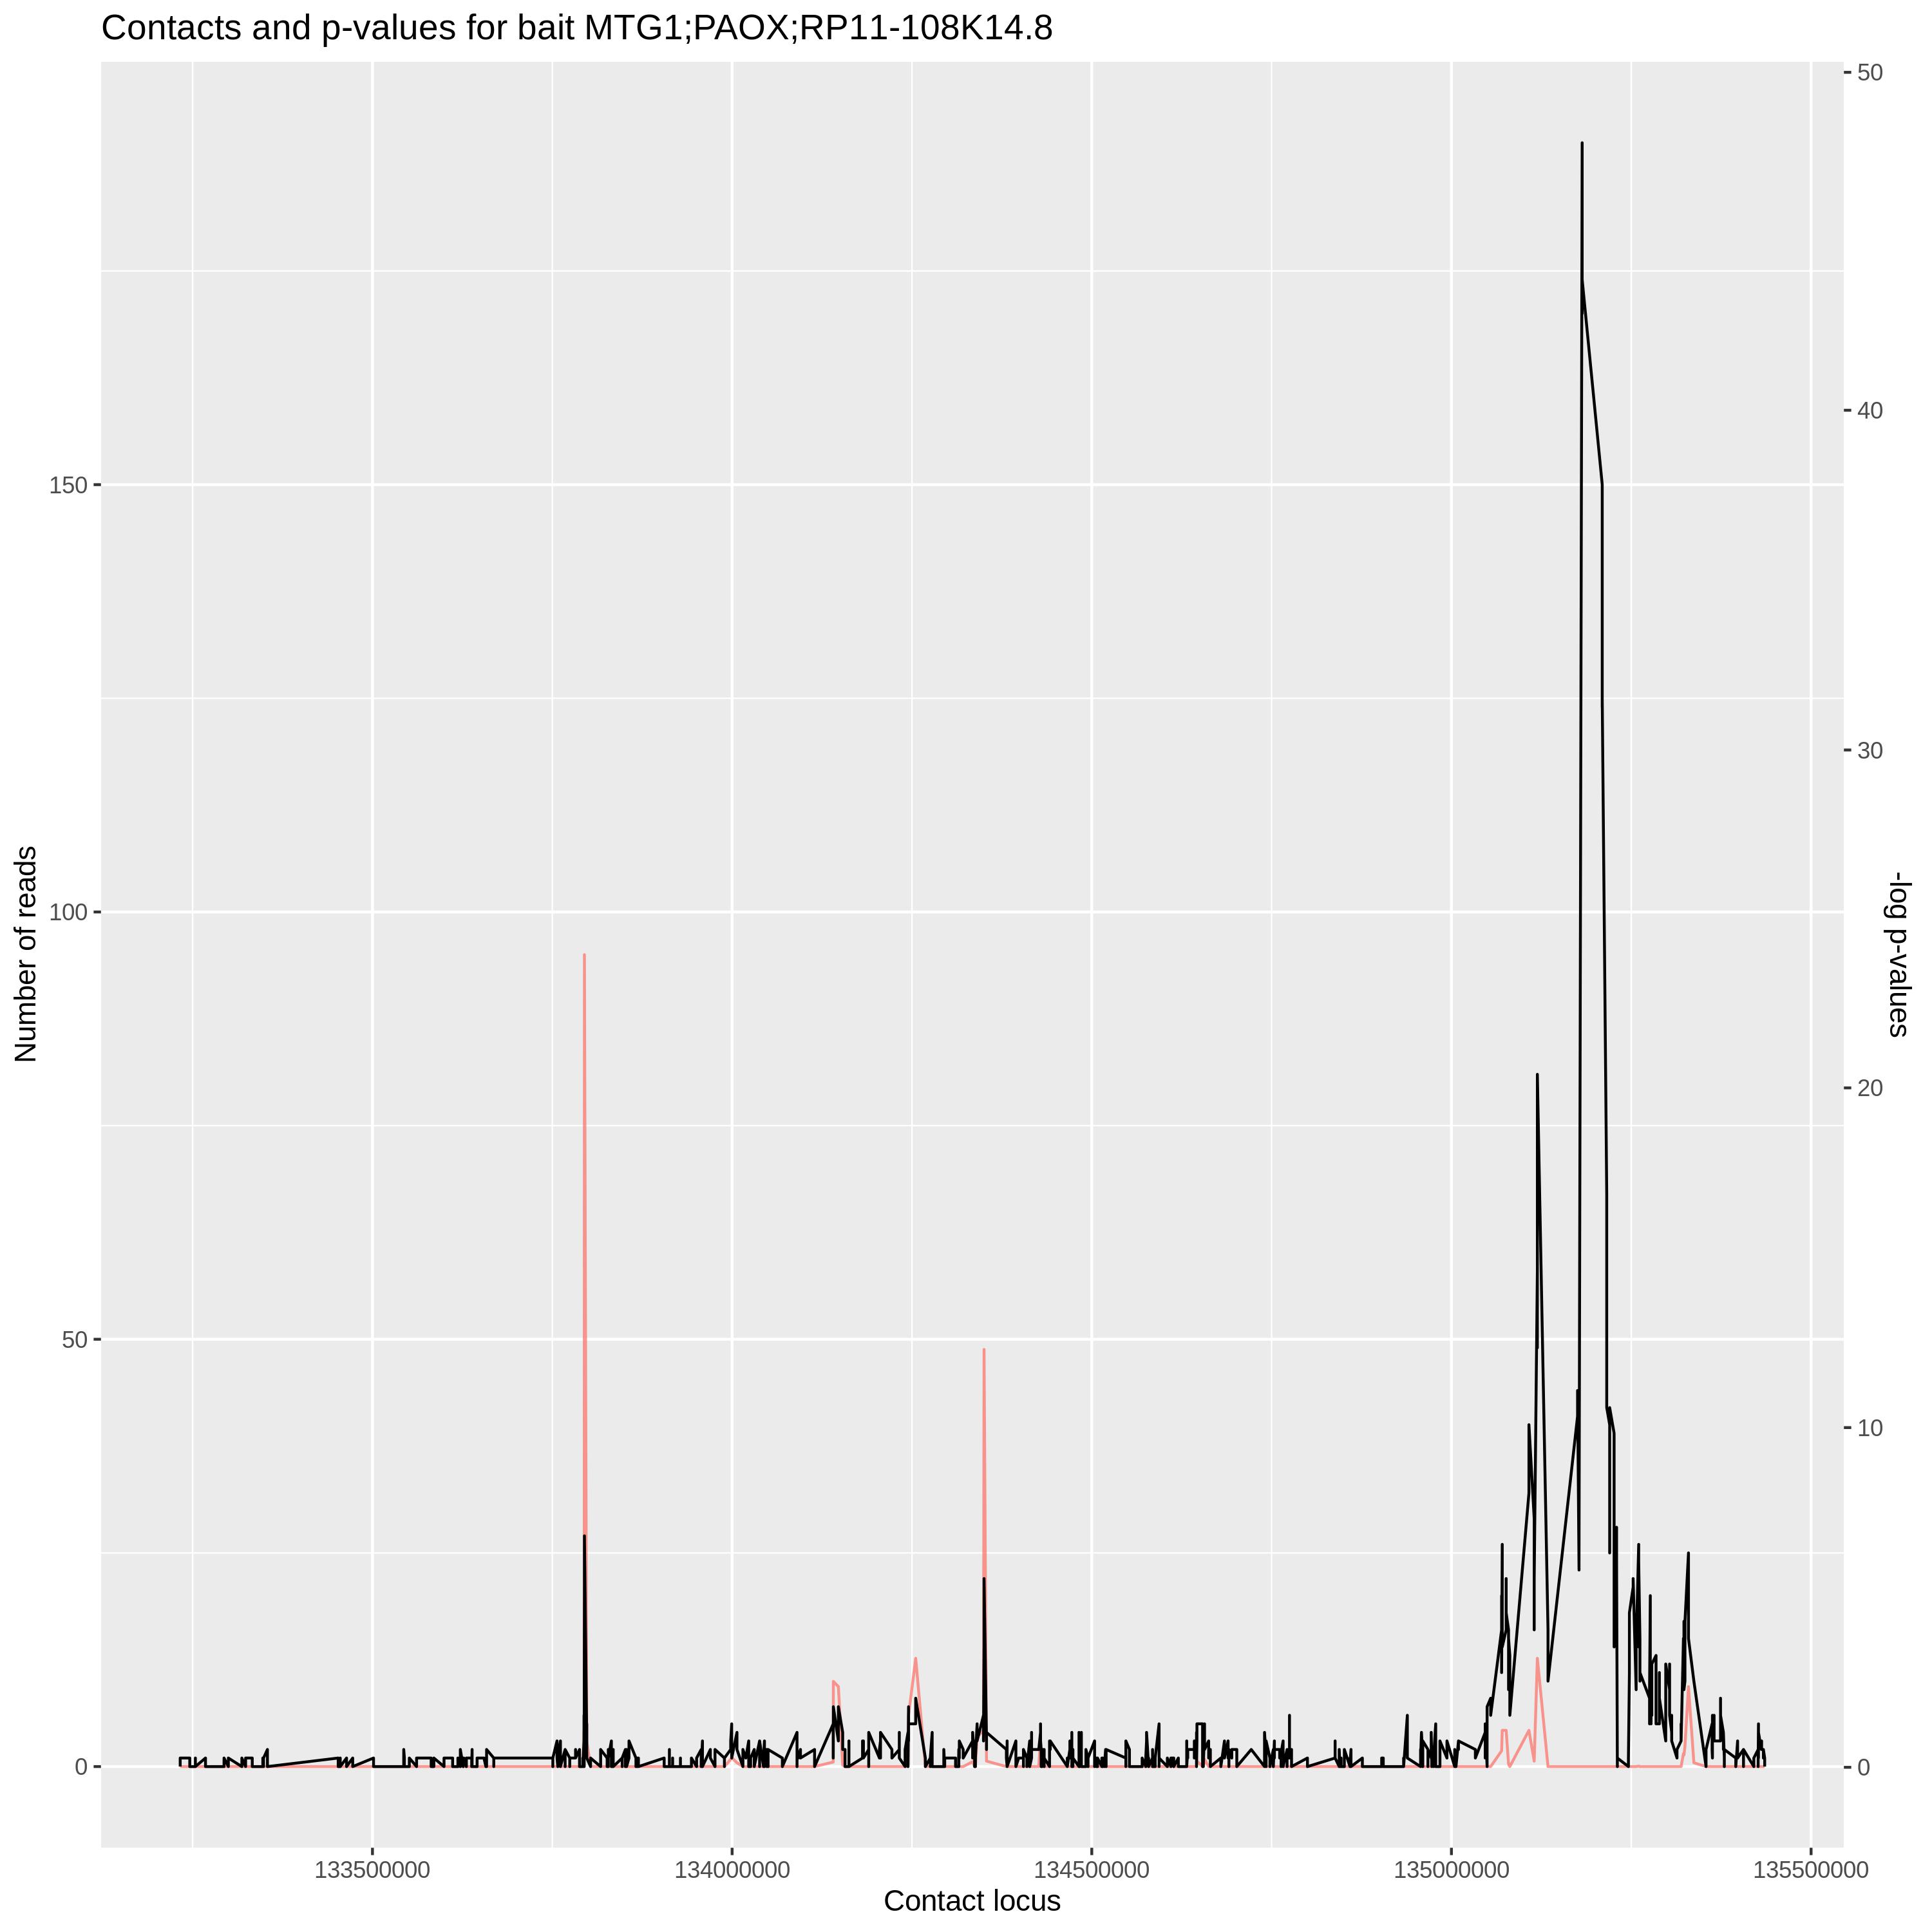 Contacts and p-values for bait MTG1;PAOX;RP11-108K14.8
Number of reads
150
100
50
0
50
40
30
20
10
0
-log p-values
133500000 134000000 134500000 135000000 135500000
Contact locus